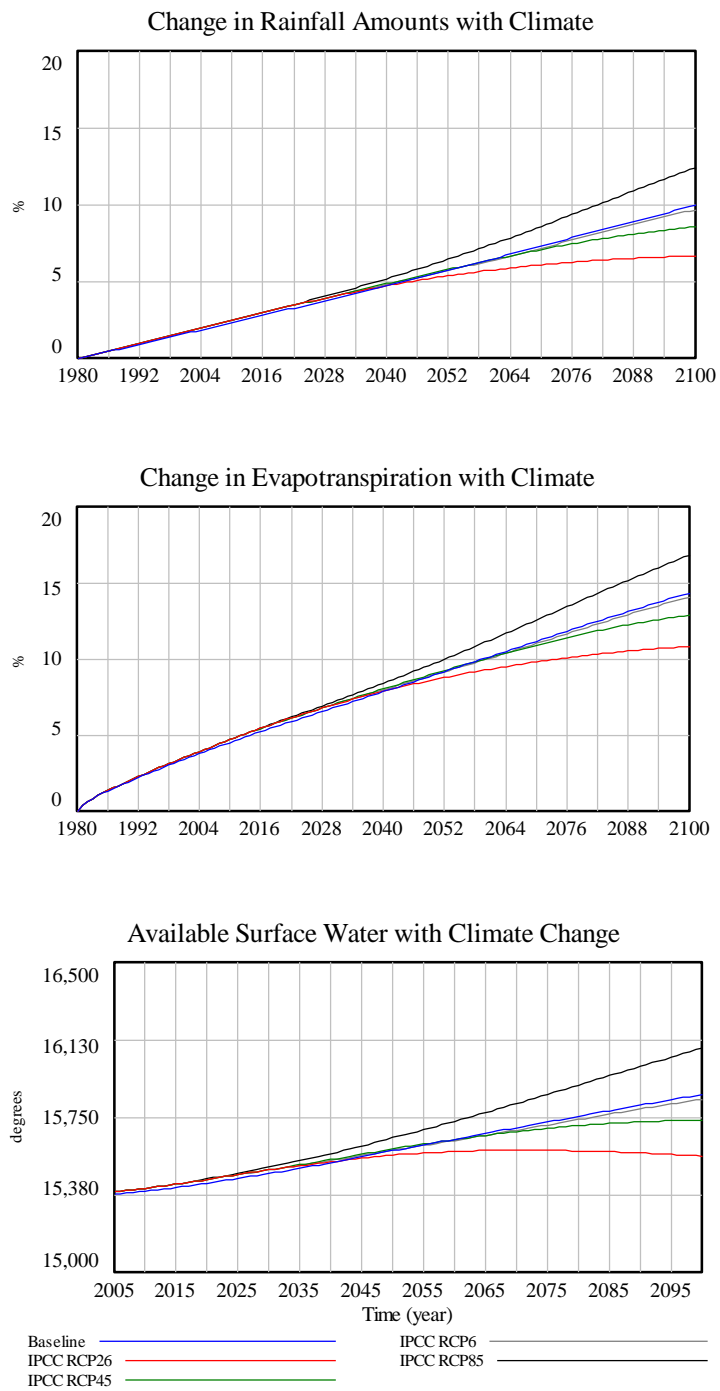 Change in Rainfall Amounts with Climate
20
15
10
5
0
%
1980 1992 2004 2016 2028 2040 2052 2064 2076 2088 2100
Change in Evapotranspiration with Climate
20
15
10
5
0
%
1980 1992 2004 2016 2028 2040 2052 2064 2076 2088 2100
Available Surface Water with Climate Change
16,500
16,130
15,750
15,380
15,000
degrees
2005 2015 2025 2035 2045 2055 2065 2075 2085 2095
Time (year)
Baseline IPCC RCP6
IPCC RCP26 IPCC RCP85
IPCC RCP45